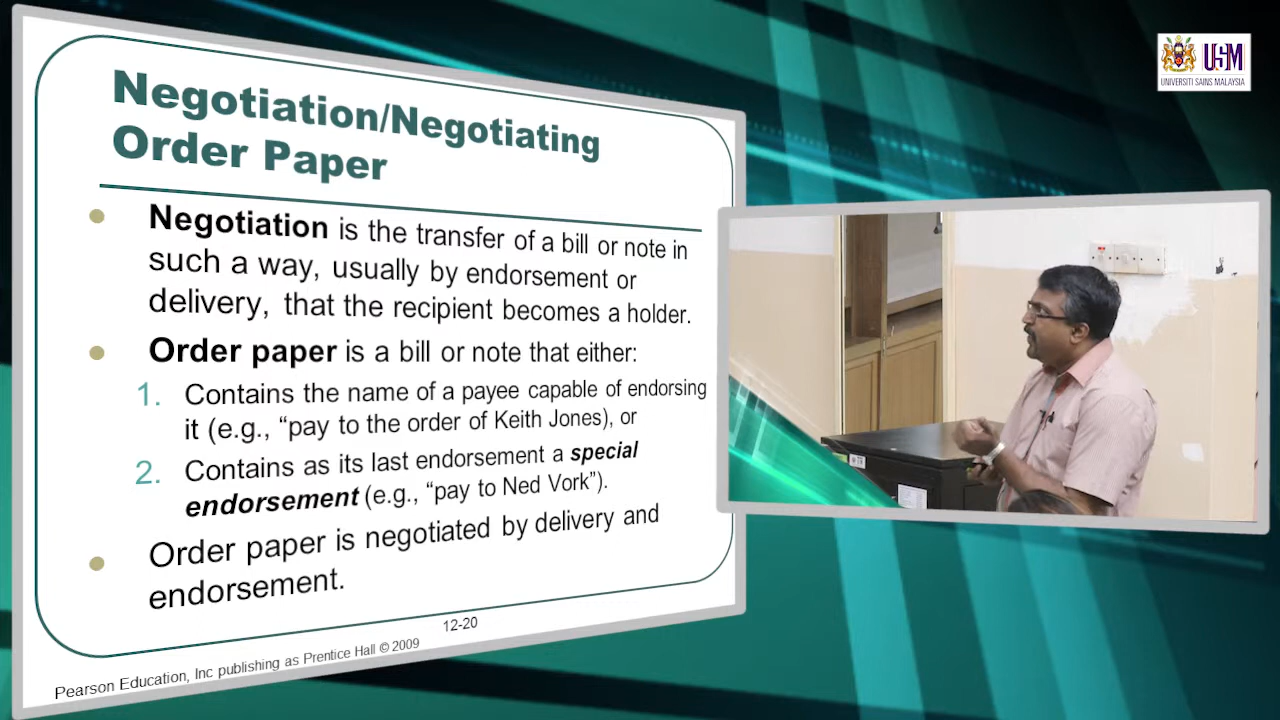 Negotiation/Negotiating
Order Paper
Negotiation is the transfer of a bill or note in
such a way, usually by endorsement or
delivery, that the recipient becomes a holder.
Order paper is a bill or note that either:
1. Contains the name of a payee capable of endorsing
it (e.g., “pay to the order of Keith Jones), or
2. Contains as its last endorsement a special
endorsement (e.g., “pay to Ned Vork”).
Order paper is negotiated by delivery and
endorsement.
12-20
Pearson Education, Inc publishing as Prentice Hall © 2009
USM
UNIVERSITI SAINS MALAYSIA